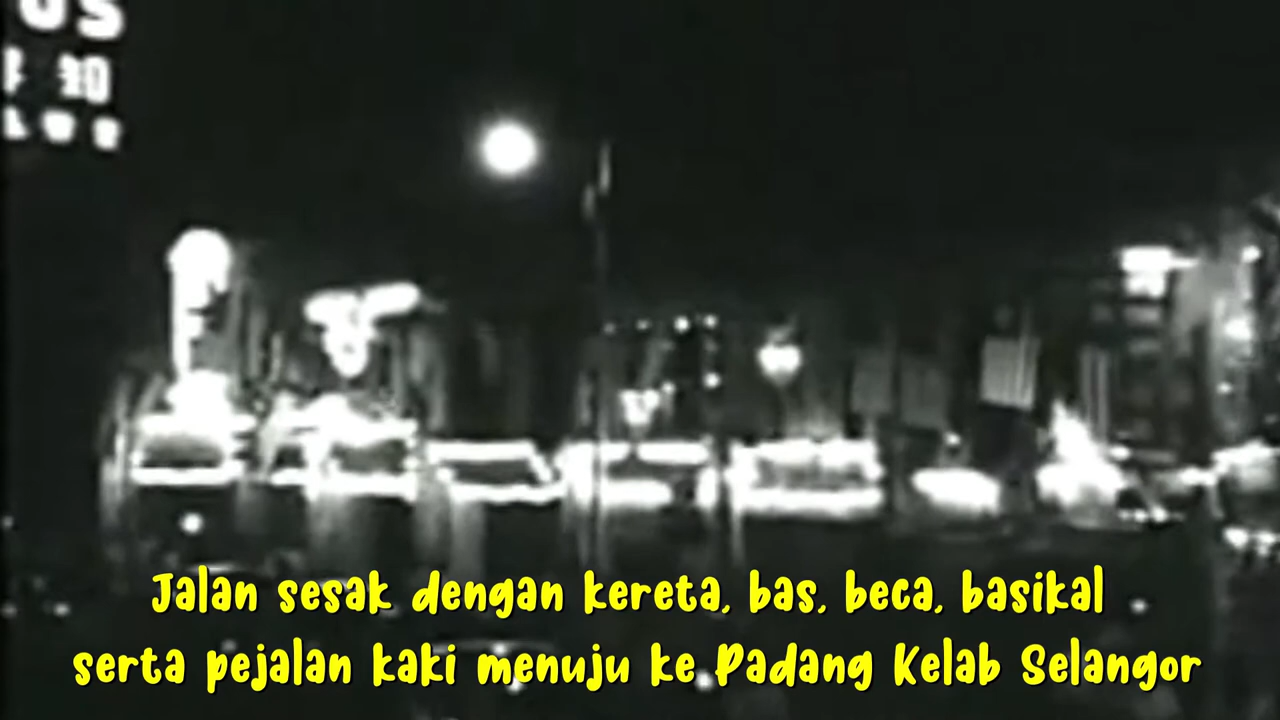 Jalan sesak dengan kereta, bas, beca, basikal
serta pejalan kaki menuju ke Padang Kelab Selangor